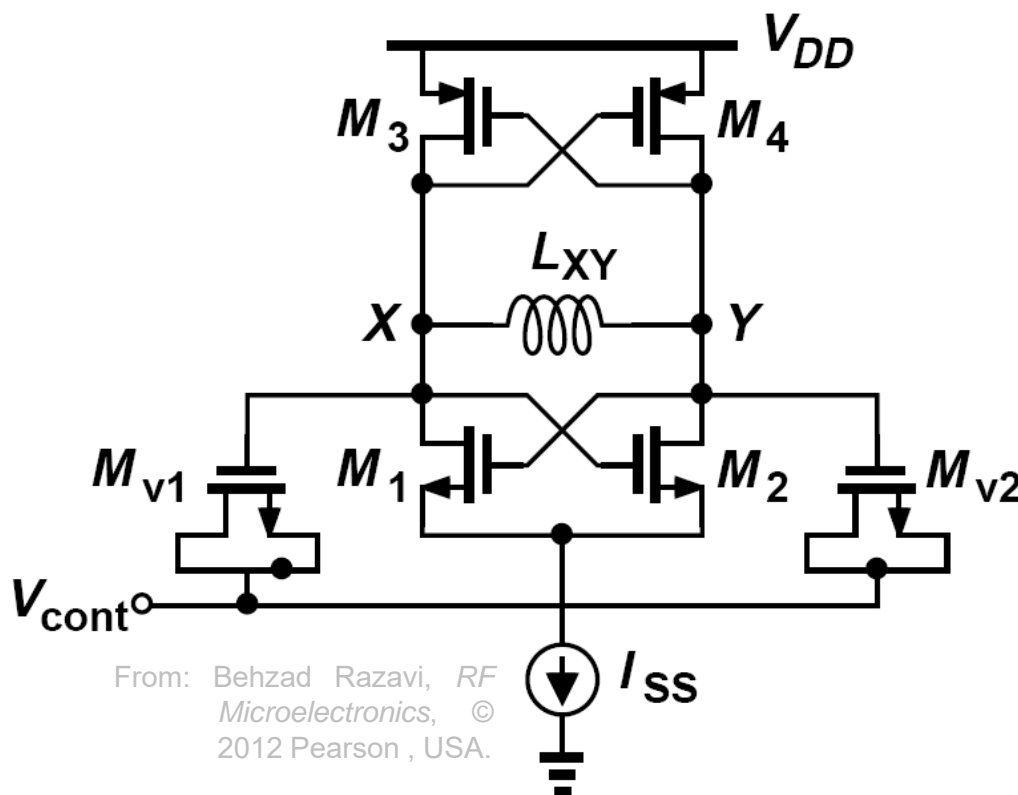 V_DD
M_3
M_4
L_XY
X
Y
M_v1
M_1
M_2
M_v2
V_cont
I_SS
From: Behzad Razavi, RF
Microelectronics, ©
2012 Pearson , USA.